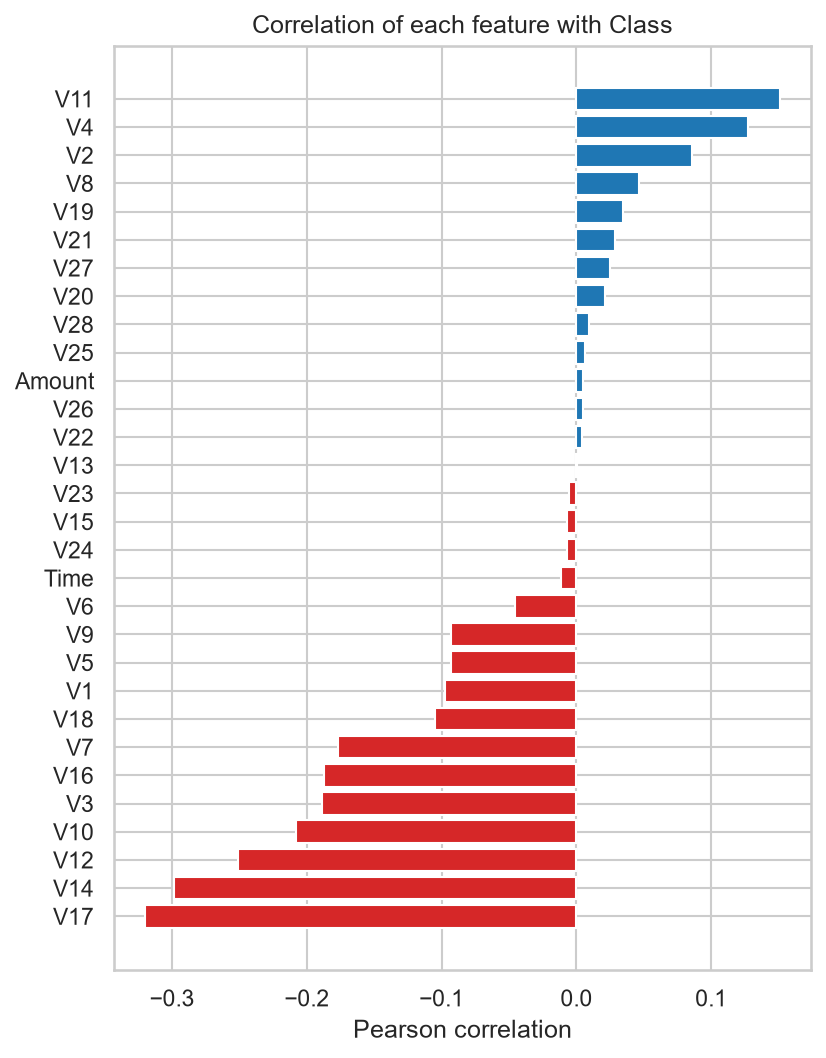 Correlation of each feature with Class
V11
V4
V2
V8
V19
V21
V27
V20
V28
V25
Amount
V26
V22
V13
V23
V15
V24
Time
V6
V9
V5
V1
V18
V7
V16
V3
V10
V12
V14
V17
−0.3 −0.2 −0.1 0.0 0.1
Pearson correlation